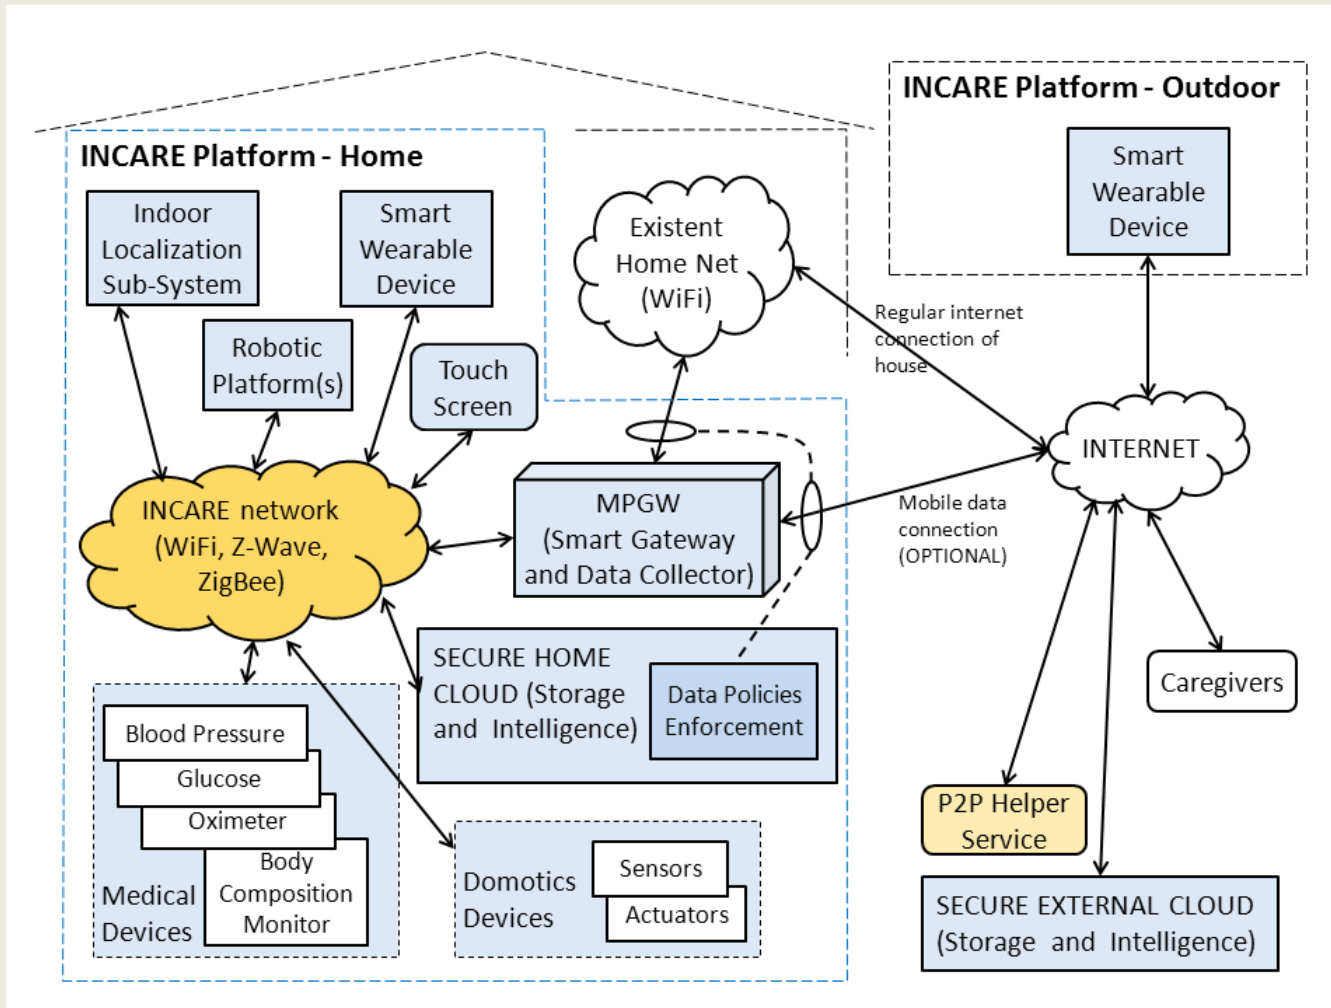 INCARE Platform - Home
Indoor
Localization
Sub-System
Smart
Wearable
Device
Robotic
Platform(s)
Touch
Screen
INCARE network
(WiFi, Z-Wave,
ZigBee)
Existent
Home Net
(WiFi)
MPGW
(Smart Gateway
and Data Collector)
SECURE HOME
CLOUD (Storage
and Intelligence)
Data Policies
Enforcement
Blood Pressure
Glucose
Oximeter
Body
Composition
Monitor
Medical
Devices
Domotics
Devices
Sensors
Actuators
INCARE Platform - Outdoor
Smart
Wearable
Device
Regular internet
connection of
house
INTERNET
Mobile data
connection
(OPTIONAL)
Caregivers
P2P Helper
Service
SECURE EXTERNAL CLOUD
(Storage and Intelligence)